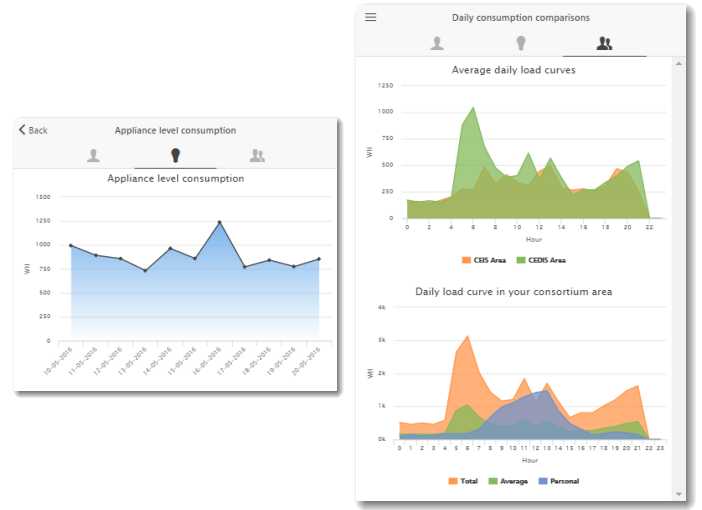 Back
Appliance level consumption
Appliance level consumption
WH
1500
1250
1000
750
500
250
0
10-05-2016
11-05-2016
12-05-2016
13-05-2016
14-05-2016
15-05-2016
16-05-2016
17-05-2016
18-05-2016
19-05-2016
20-05-2016
Daily consumption comparisons
Average daily load curves
WH
1250
1000
750
500
250
0
0 2 4 6 8 10 12 14 16 18 20 22
Hour
CEIS Area CEDIS Area
Daily load curve in your consortium area
WH
4k
3k
2k
1k
0k
0 1 2 3 4 5 6 7 8 9 10 11 12 13 14 15 16 17 18 19 20 21 22 23
Hour
Total Average Personal